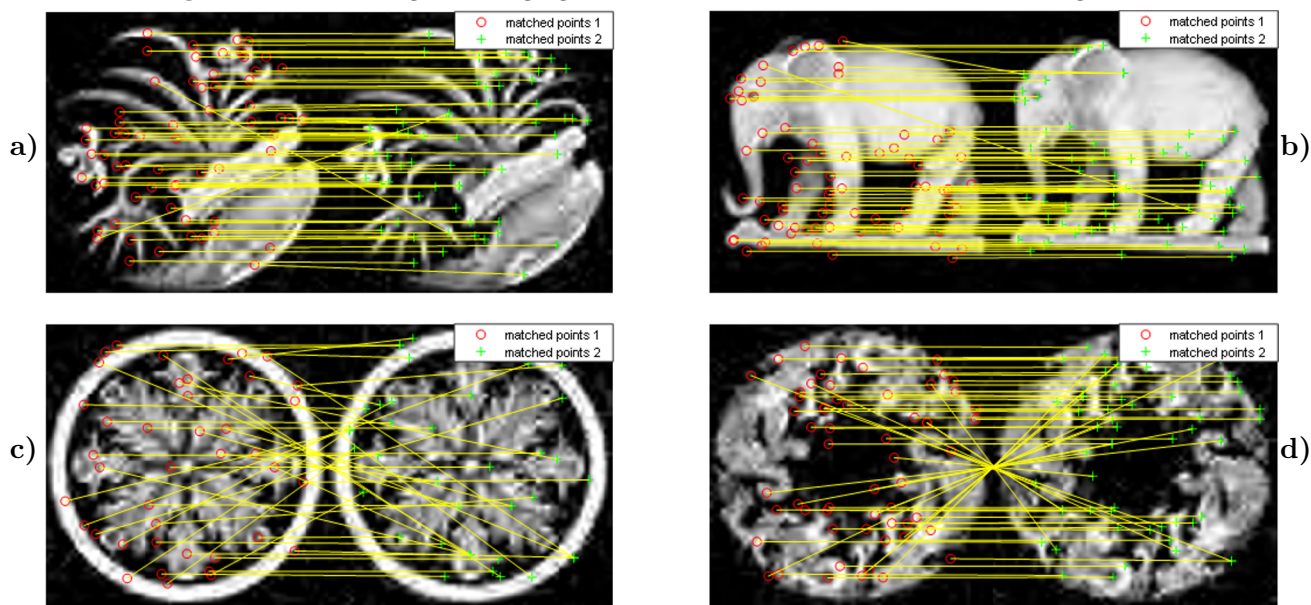 matched points 1
matched points 2
matched points 1
matched points 2
a)
b)
matched points 1
matched points 2
matched points 1
matched points 2
c)
d)